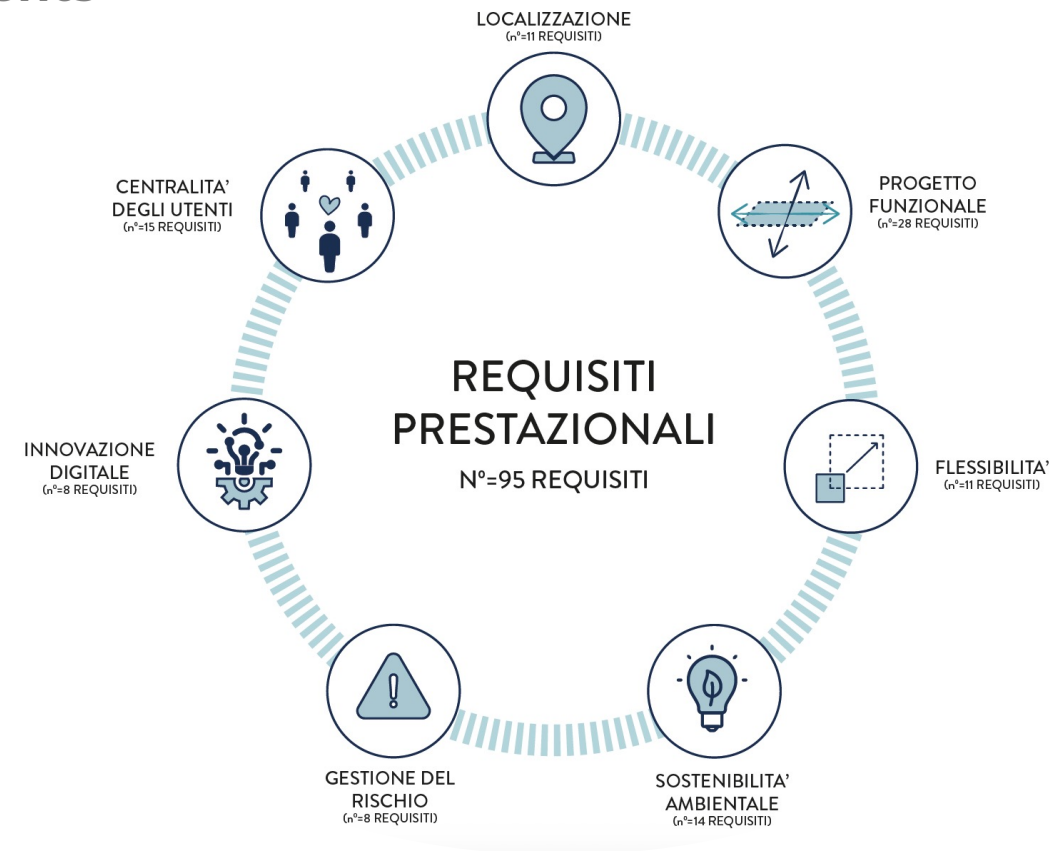 LOCALIZZAZIONE
(n°=11 REQUISITI)
PROGETTO
FUNZIONALE
(n°=28 REQUISITI)
CENTRALITA'
DEGLI UTENTI
(n°=15 REQUISITI)
REQUISITI
PRESTAZIONALI
N°=95 REQUISITI
INNOVAZIONE
DIGITALE
(n°=8 REQUISITI)
FLESSIBILITA'
(n°=11 REQUISITI)
GESTIONE DEL
RISCHIO
(n°=8 REQUISITI)
SOSTENIBILITA'
AMBIENTALE
(n°=14 REQUISITI)